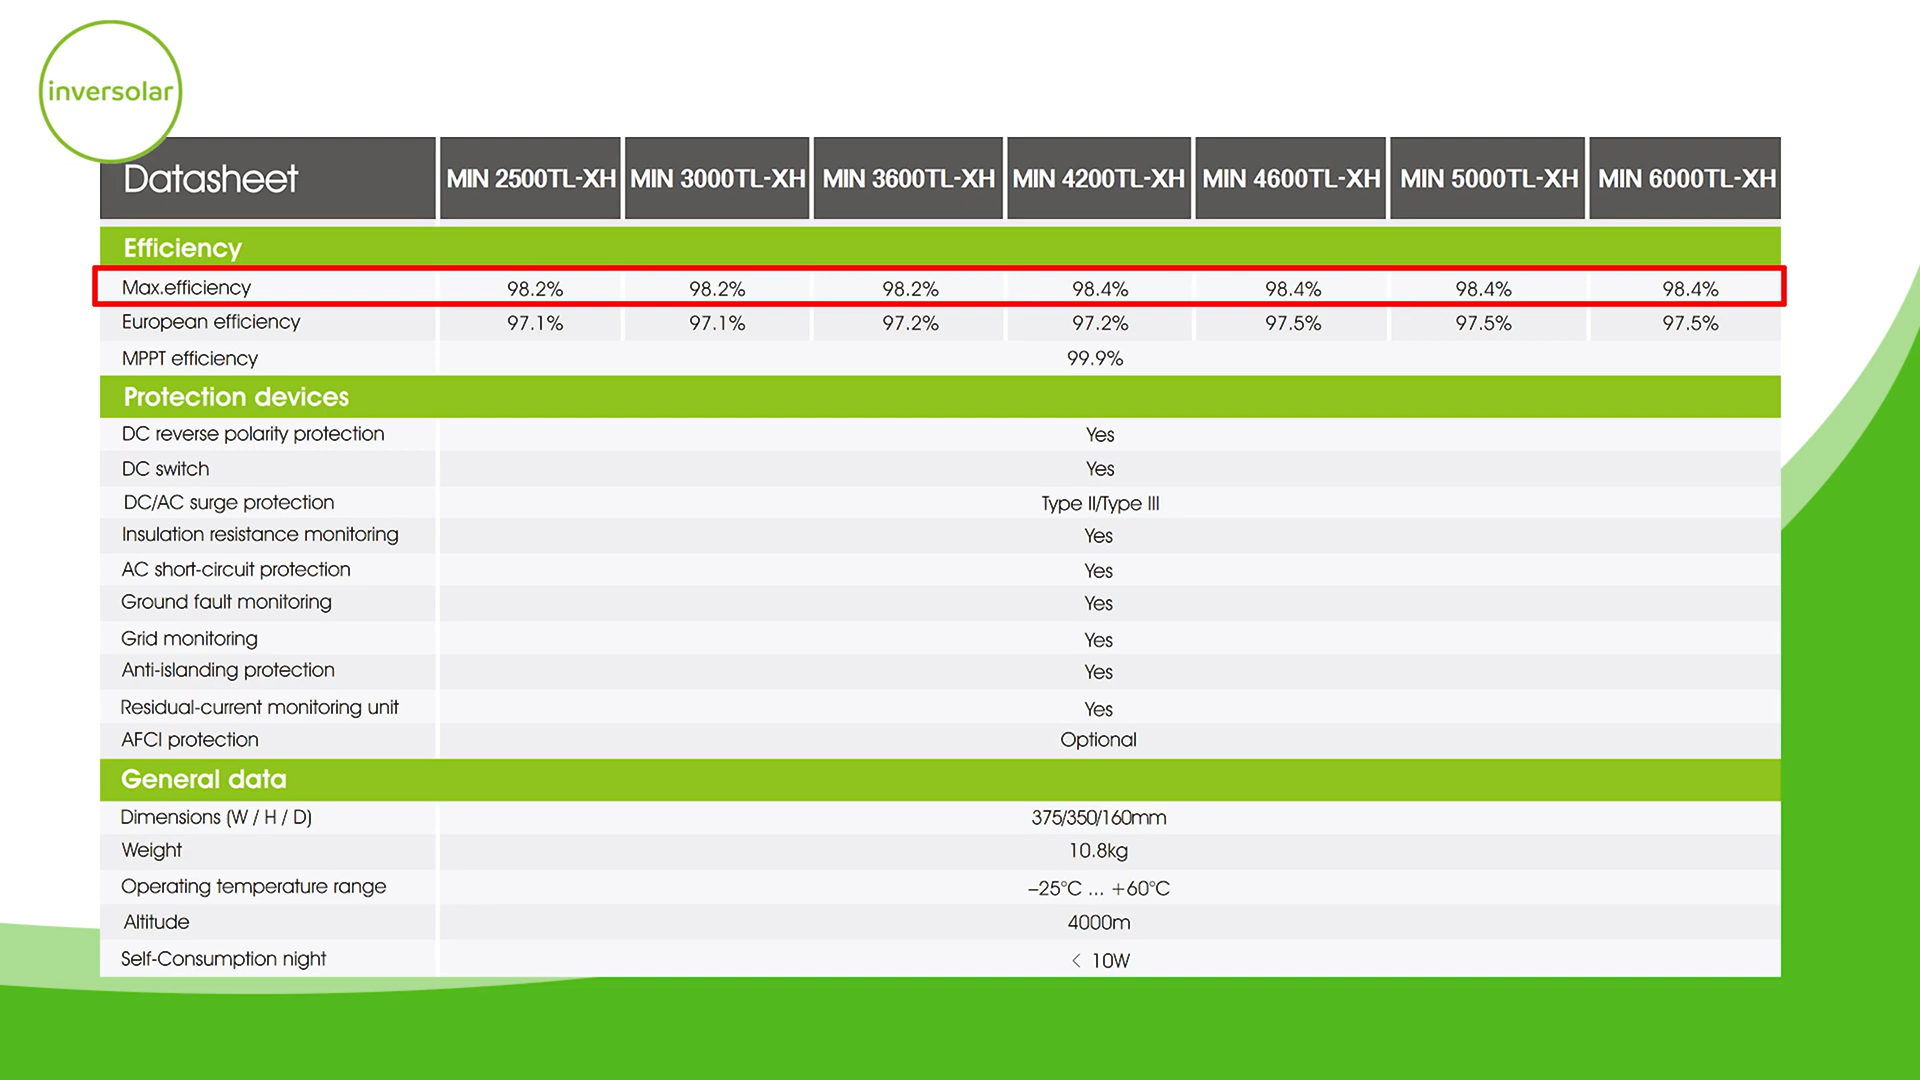 inversolar
Datasheet MIN 2500TL-XH MIN 3000TL-XH MIN 3600TL-XH MIN 4200TL-XH MIN 4600TL-XH MIN 5000TL-XH MIN 6000TL-XH
Efficiency
Max.efficiency 98.2% 98.2% 98.2% 98.4% 98.4% 98.4% 98.4%
European efficiency 97.1% 97.1% 97.2% 97.2% 97.5% 97.5% 97.5%
MPPT efficiency 99.9%
Protection devices
DC reverse polarity protection Yes
DC switch Yes
DC/AC surge protection Type II/Type III
Insulation resistance monitoring Yes
AC short-circuit protection Yes
Ground fault monitoring Yes
Grid monitoring Yes
Anti-islanding protection Yes
Residual-current monitoring unit Yes
AFCI protection Optional
General data
Dimensions (W / H / D) 375/350/160mm
Weight 10.8kg
Operating temperature range –25°C ... +60°C
Altitude 4000m
Self-Consumption night < 10W